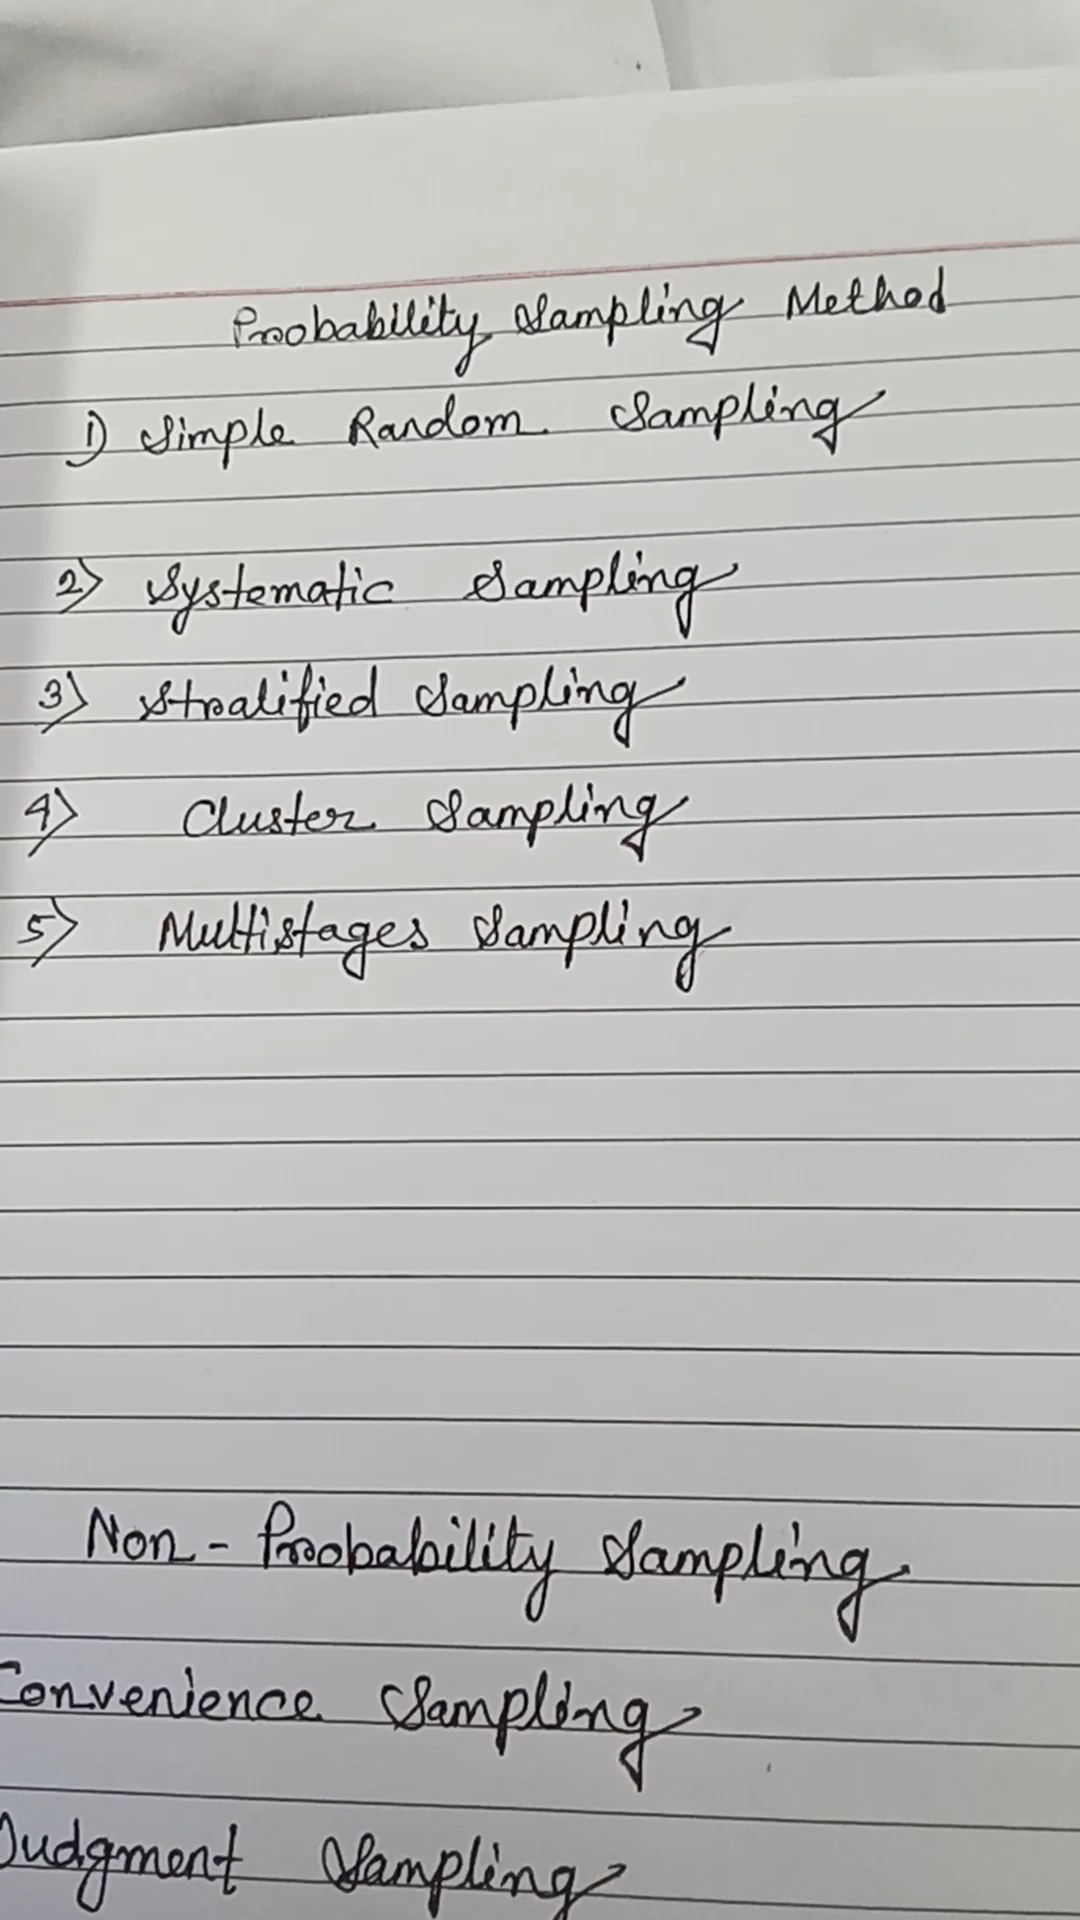 Probability Sampling Method
1) Simple Random Sampling
2) Systematic Sampling
3) Stratified Sampling
4) Cluster Sampling
5) Multistages Sampling
Non - Probability Sampling
Convenience Sampling
Judgment Sampling